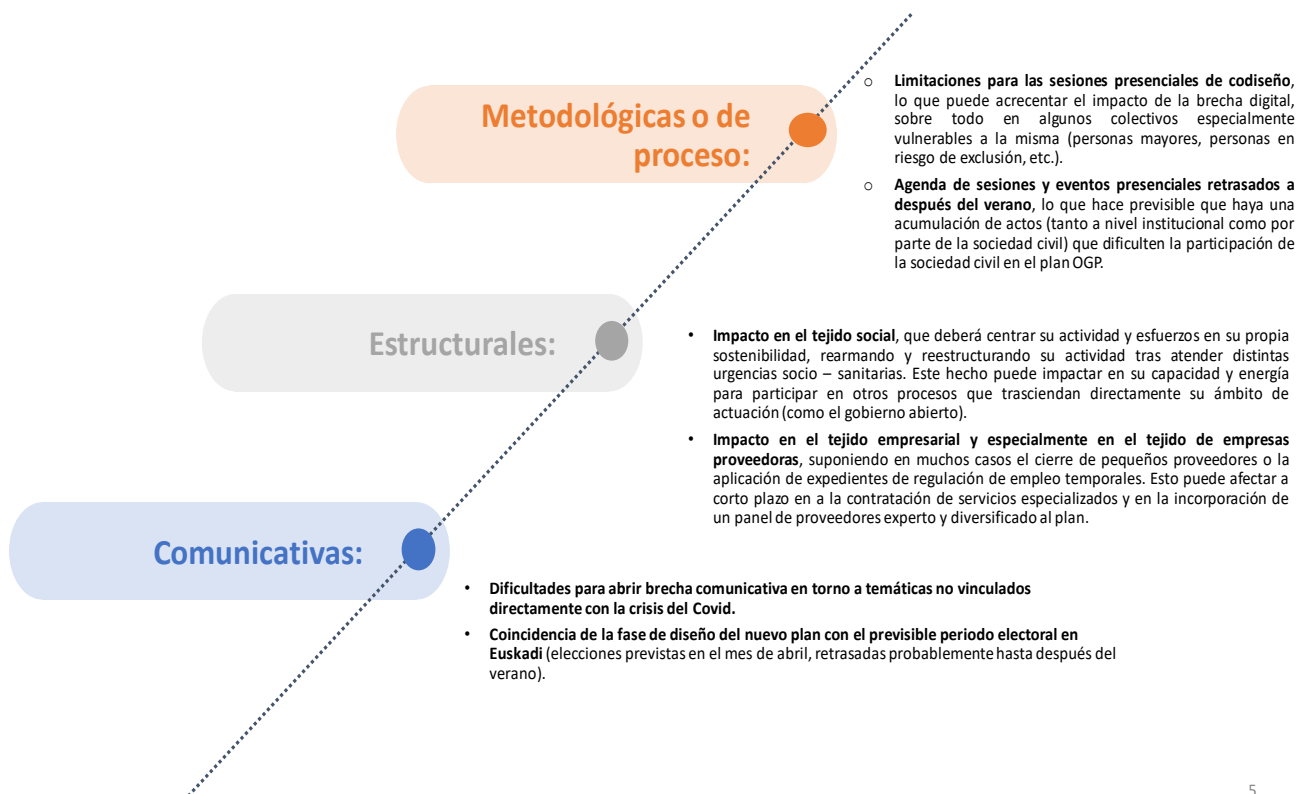 Metodológicas o de
proceso:
o Limitaciones para las sesiones presenciales de codiseño,
lo que puede acrecentar el impacto de la brecha digital,
sobre todo en algunos colectivos especialmente
vulnerables a la misma (personas mayores, personas en
riesgo de exclusión, etc.).
o Agenda de sesiones y eventos presenciales retrasados a
después del verano, lo que hace previsible que haya una
acumulación de actos (tanto a nivel institucional como por
parte de la sociedad civil) que dificulten la participación de
la sociedad civil en el plan OGP.
Estructurales:
• Impacto en el tejido social, que deberá centrar su actividad y esfuerzos en su propia
sostenibilidad, rearmando y reestructurando su actividad tras atender distintas
urgencias socio – sanitarias. Este hecho puede impactar en su capacidad y energía
para participar en otros procesos que trasciendan directamente su ámbito de
actuación (como el gobierno abierto).
• Impacto en el tejido empresarial y especialmente en el tejido de empresas
proveedoras, suponiendo en muchos casos el cierre de pequeños proveedores o la
aplicación de expedientes de regulación de empleo temporales. Esto puede afectar a
corto plazo en a la contratación de servicios especializados y en la incorporación de
un panel de proveedores experto y diversificado al plan.
Comunicativas:
• Dificultades para abrir brecha comunicativa en torno a temáticas no vinculados
directamente con la crisis del Covid.
• Coincidencia de la fase de diseño del nuevo plan con el previsible periodo electoral en
Euskadi (elecciones previstas en el mes de abril, retrasadas probablemente hasta después del
verano).
5